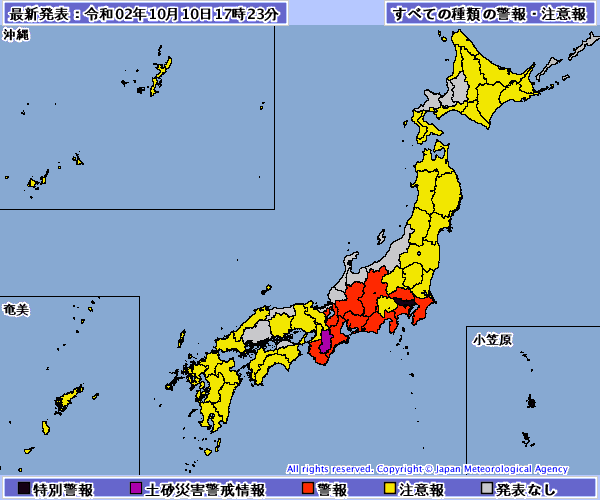 最新発表：令和02年10月10日17時23分
すべての種類の警報・注意報
沖縄
奄美
小笠原
All rights reserved. Copyright © Japan Meteorological Agency
特別警報
土砂災害警戒情報
警報
注意報
発表なし